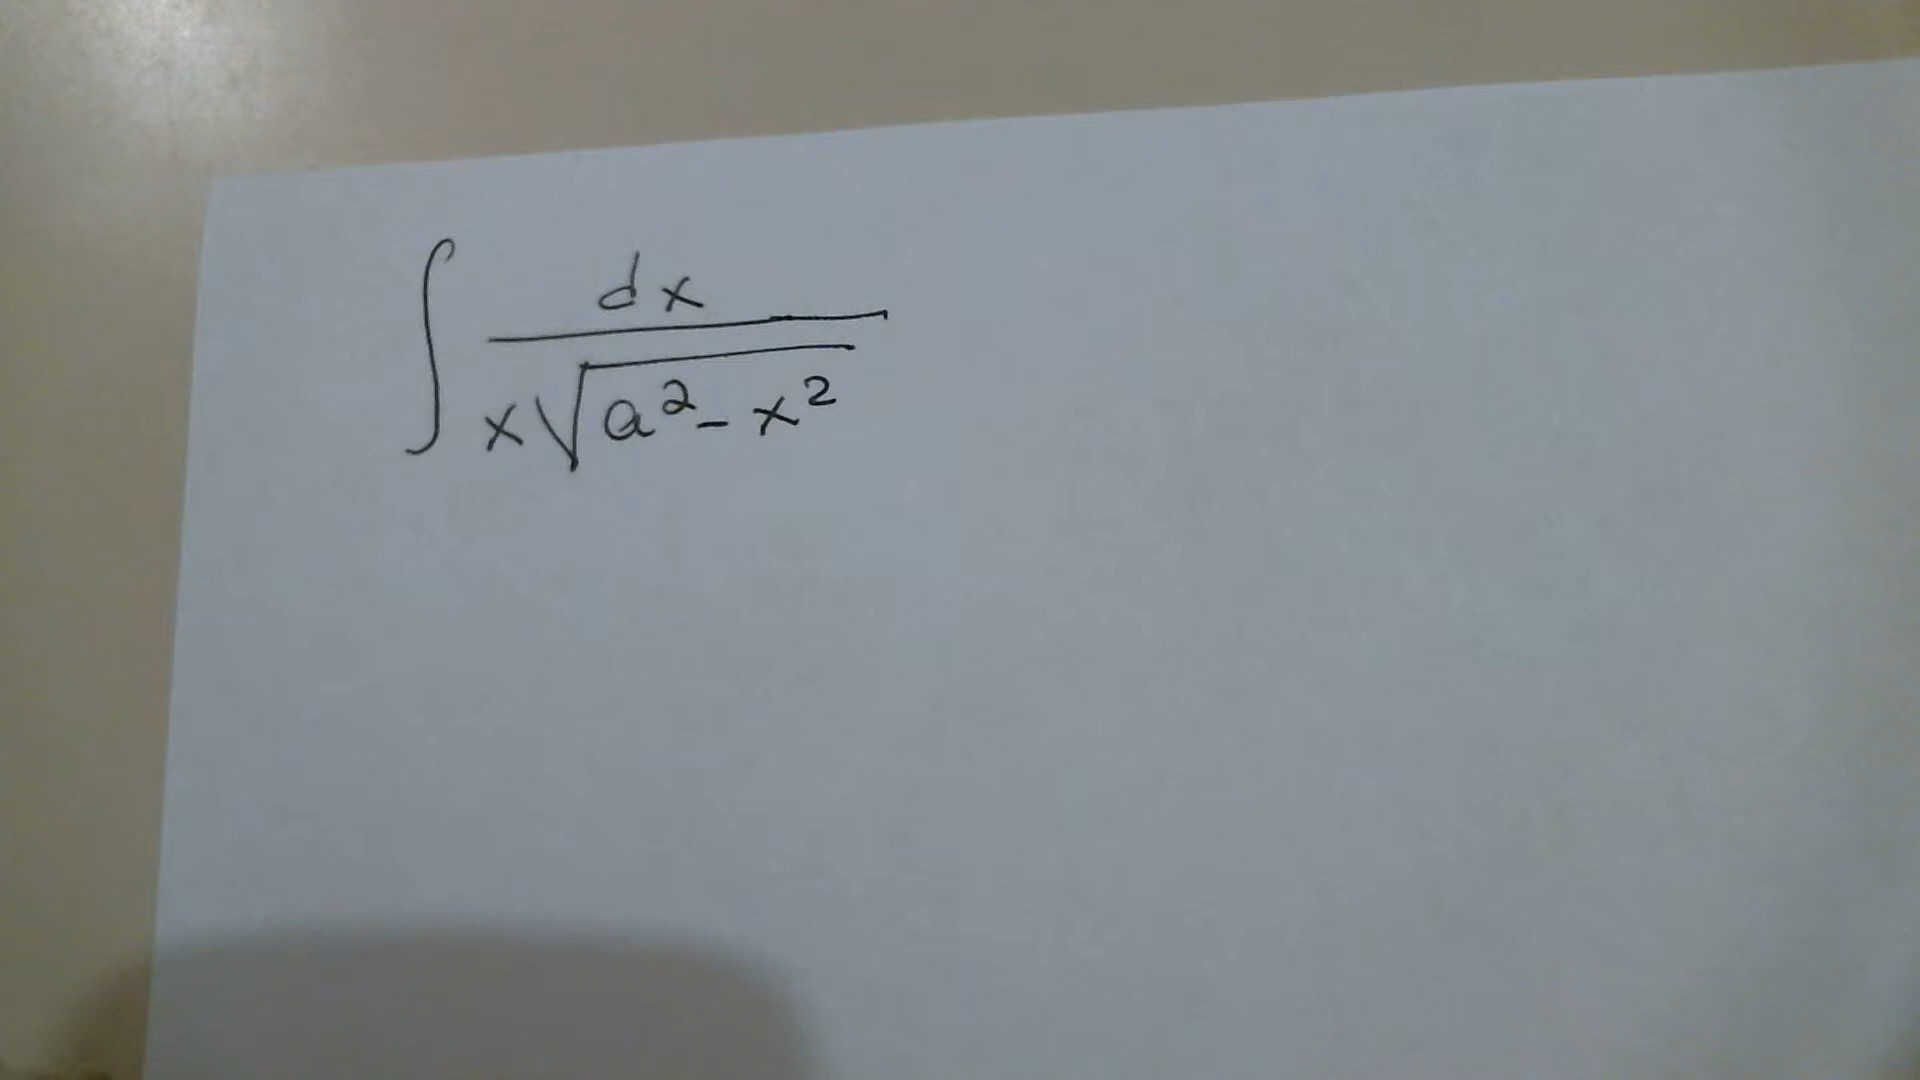 ∫ dx / (x√(a² - x²))